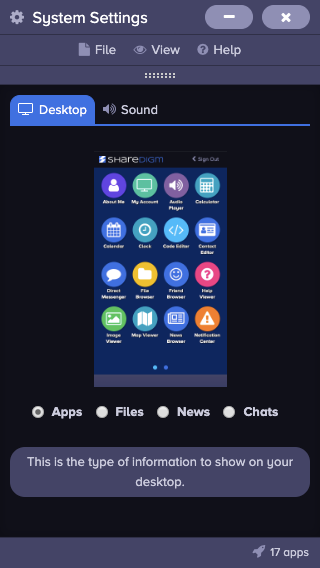 System Settings
File View Help
Desktop Sound
SHAREDIGM Sign Out
About Me My Account Audio Player Calculator
Calendar Clock Code Editor Contact Editor
Direct Messenger File Browser Friend Browser Help Viewer
Image Viewer Map Viewer News Browser Notification Center
Apps Files News Chats
This is the type of information to show on your
desktop.
17 apps